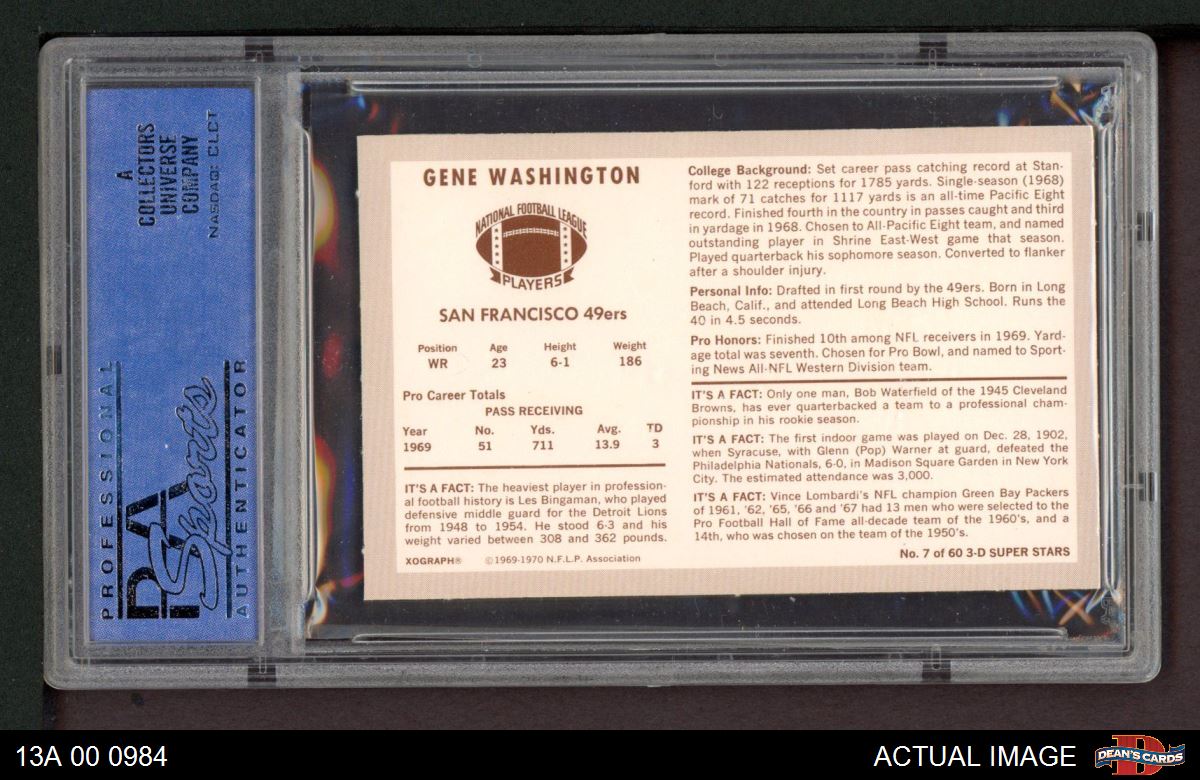 A
COLLECTORS
UNIVERSE
COMPANY
NASDAQ: CLCT
PROFESSIONAL
PSA
Sports
AUTHENTICATOR
GENE WASHINGTON
NATIONAL FOOTBALL LEAGUE
PLAYERS
SAN FRANCISCO 49ers
Position Age Height Weight
WR 23 6-1 186
Pro Career Totals
PASS RECEIVING
Year No. Yds. Avg. TD
1969 51 711 13.9 3
IT'S A FACT: The heaviest player in profession-
al football history is Les Bingaman, who played
defensive middle guard for the Detroit Lions
from 1948 to 1954. He stood 6-3 and his
weight varied between 308 and 362 pounds.
XOGRAPH® ©1969-1970 N.F.L.P. Association
College Background: Set career pass catching record at Stan-
ford with 122 receptions for 1785 yards. Single-season (1968)
mark of 71 catches for 1117 yards is an all-time Pacific Eight
record. Finished fourth in the country in passes caught and third
in yardage in 1968. Chosen to All-Pacific Eight team, and named
outstanding player in Shrine East-West game that season.
Played quarterback his sophomore season. Converted to flanker
after a shoulder injury.
Personal Info: Drafted in first round by the 49ers. Born in Long
Beach, Calif., and attended Long Beach High School. Runs the
40 in 4.5 seconds.
Pro Honors: Finished 10th among NFL receivers in 1969. Yard-
age total was seventh. Chosen for Pro Bowl, and named to Sport-
ing News All-NFL Western Division team.
IT'S A FACT: Only one man, Bob Waterfield of the 1945 Cleveland
Browns, has ever quarterbacked a team to a professional cham-
pionship in his rookie season.
IT'S A FACT: The first indoor game was played on Dec. 28, 1902,
when Syracuse, with Glenn (Pop) Warner at guard, defeated the
Philadelphia Nationals, 6-0, in Madison Square Garden in New York
City. The estimated attendance was 3,000.
IT'S A FACT: Vince Lombardi's NFL champion Green Bay Packers
of 1961, '62, '65, '66 and '67 had 13 men who were selected to the
Pro Football Hall of Fame all-decade team of the 1960's, and a
14th, who was chosen on the team of the 1950's.
No. 7 of 60 3-D SUPER STARS
13A 00 0984
ACTUAL IMAGE
DEAN'S CARDS